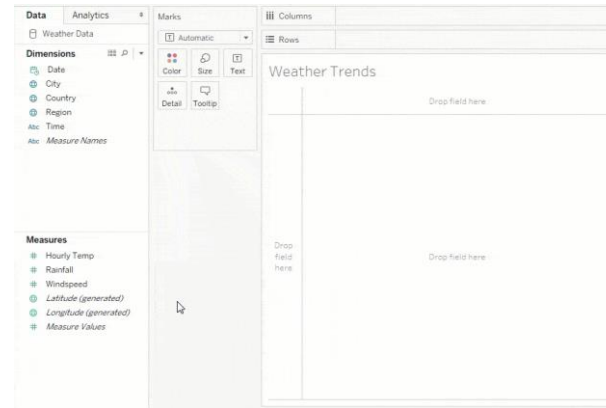 Data Analytics
Weather Data
Dimensions
Date
City
Country
Region
Abc Time
Abc Measure Names
Measures
# Hourly Temp
# Rainfall
# Windspeed
Latitude (generated)
Longitude (generated)
# Measure Values
Marks
T Automatic
Color Size Text
Detail Tooltip
Columns
Rows
Weather Trends
Drop field here
Drop
field
here
Drop field here